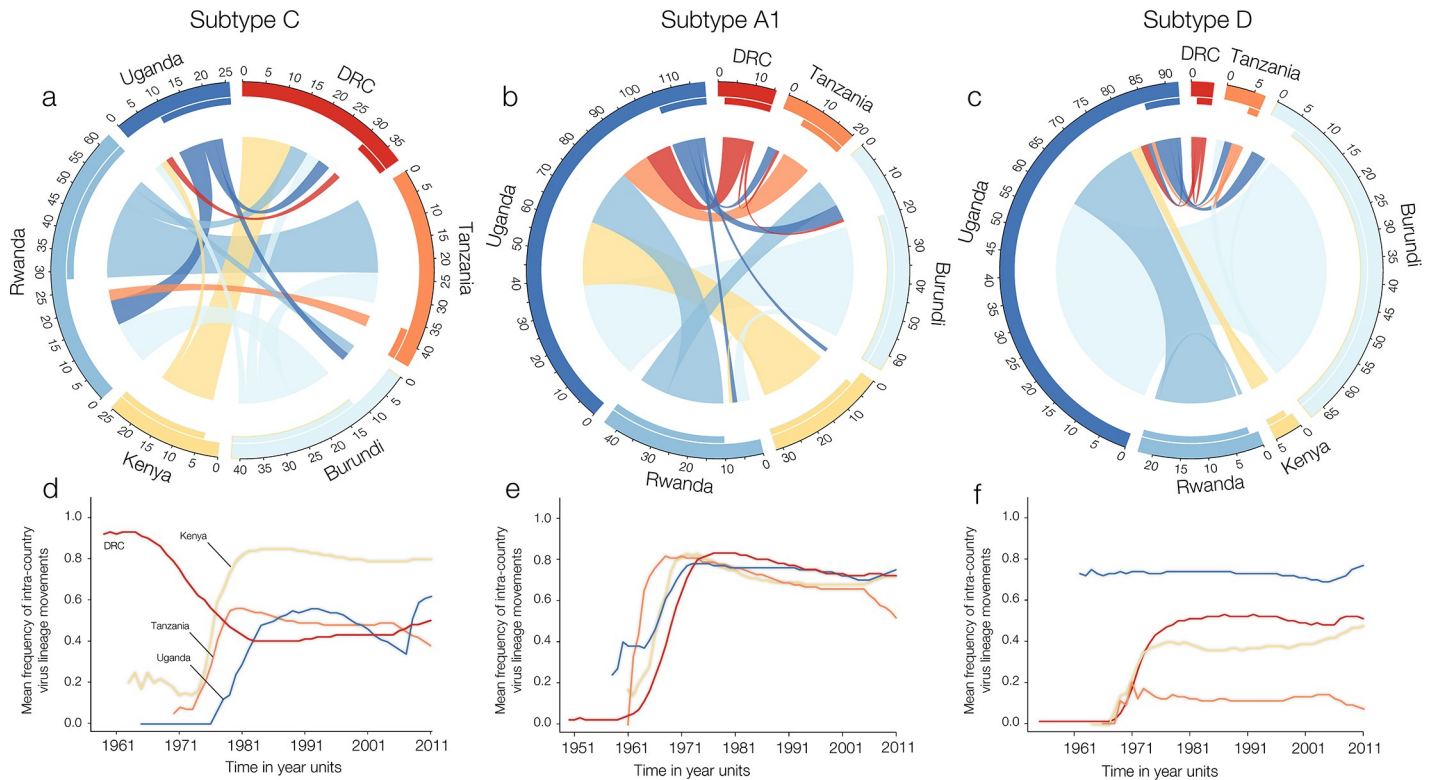 Subtype C
Subtype A1
Subtype D
a
Uganda
0 5 10 15 20 25
DRC
0 5 10 15 20 25 30 35
Tanzania
0 5 10 15 20 25 30 35 40
Burundi
0 5 10 15 20 25 30 35 40
Kenya
0 5 10 15 20 25
Rwanda
0 5 10 15 20 25 30 35 40 45 50 55 60
b
DRC
0 10
Tanzania
0 10 20
Burundi
0 10 20 30 40 50 60
Kenya
0 10 20 30
Rwanda
0 10 20 30 40
Uganda
0 10 20 30 40 50 60 70 80 90 100 110
c
DRC
0
Tanzania
0 5
Burundi
0 5 10 15 20 25 30 35 40 45 50 55 60 65
Kenya
0 5
Rwanda
0 5 10 15 20
Uganda
0 5 10 15 20 25 30 35 40 45 50 55 60 65 70 75 80 85 90
d
Mean frequency of intra-country
virus lineage movements
1.0
0.8
0.6
0.4
0.2
0.0
DRC
Kenya
Tanzania
Uganda
1961 1971 1981 1991 2001 2011
Time in year units
e
Mean frequency of intra-country
virus lineage movements
1.0
0.8
0.6
0.4
0.2
0.0
1951 1961 1971 1981 1991 2001 2011
Time in year units
f
Mean frequency of intra-country
virus lineage movements
1.0
0.8
0.6
0.4
0.2
0.0
1961 1971 1981 1991 2001 2011
Time in year units